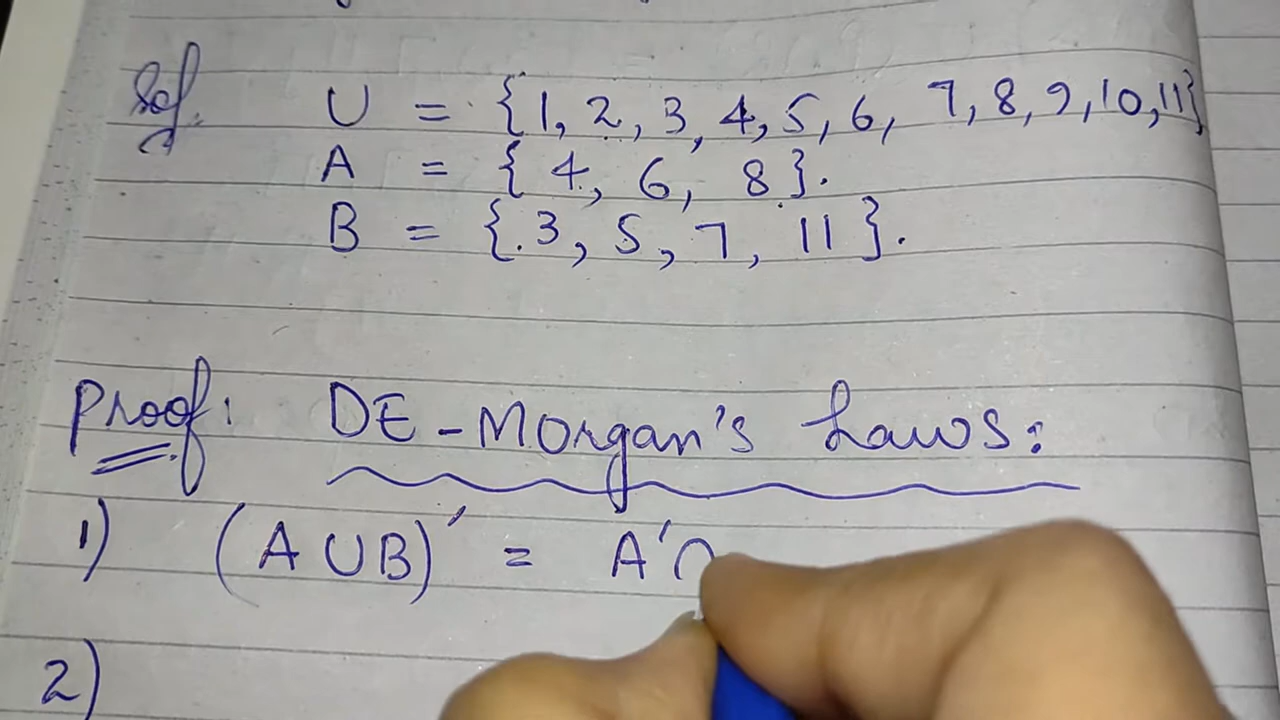 Sol.
U = {1, 2, 3, 4, 5, 6, 7, 8, 9, 10, 11}
A = {4, 6, 8}.
B = {3, 5, 7, 11}.
Proof: DE-Morgan's Laws:
1) (A∪B)′ = A′∩
2)